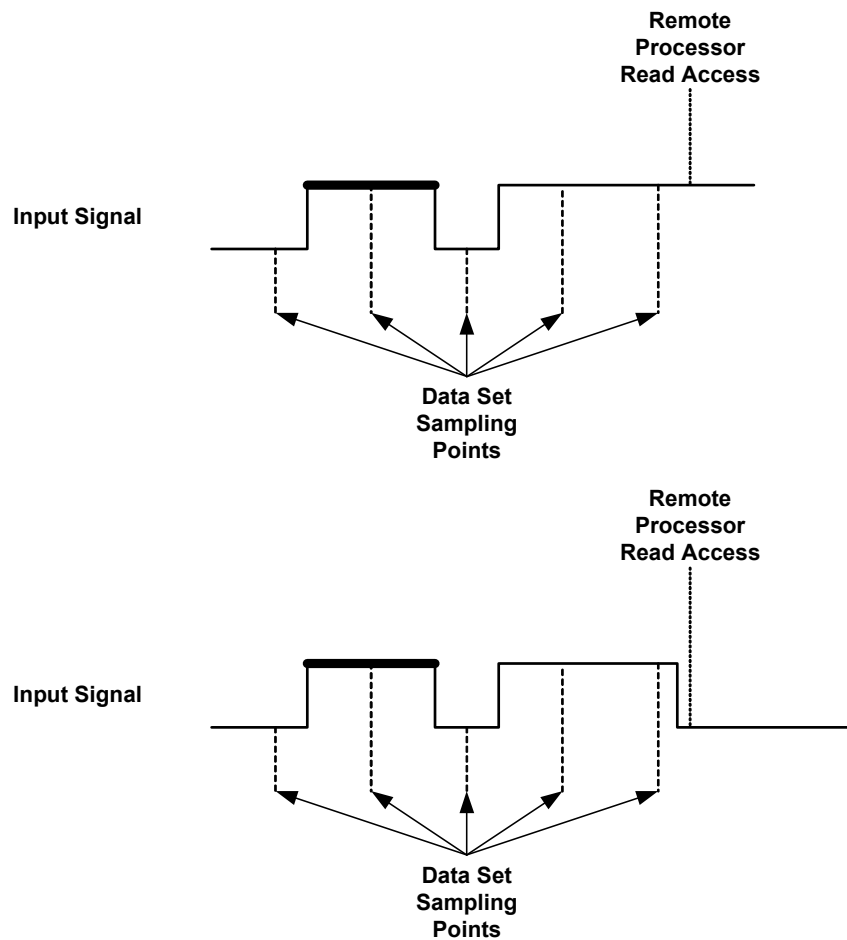 Remote
Processor
Read Access
Input Signal
Data Set
Sampling
Points
Remote
Processor
Read Access
Input Signal
Data Set
Sampling
Points